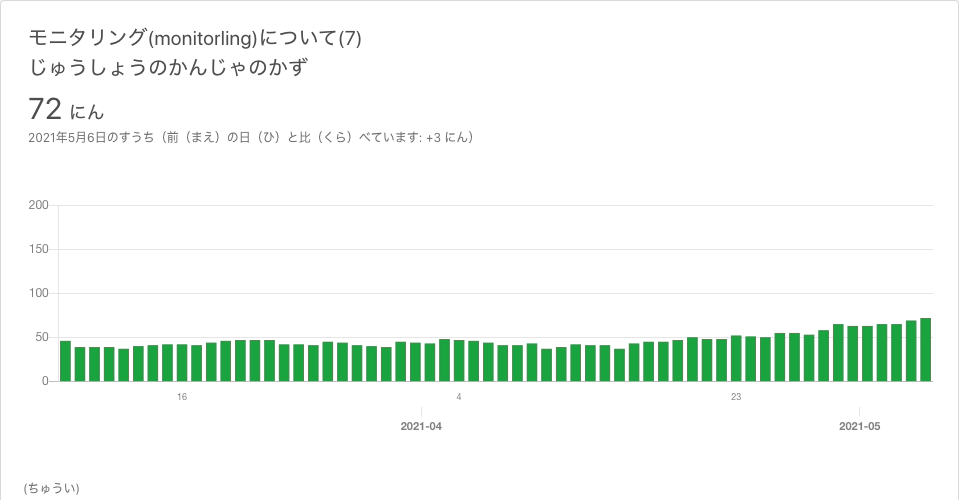 モニタリング(monitorling)について(7)
じゅうしょうのかんじゃのかず
72 にん
2021年5月6日のすうち（前（まえ）の日（ひ）と比（くら）べています: +3 にん）
200
150
100
50
0
16
4
23
2021-04
2021-05
(ちゅうい)